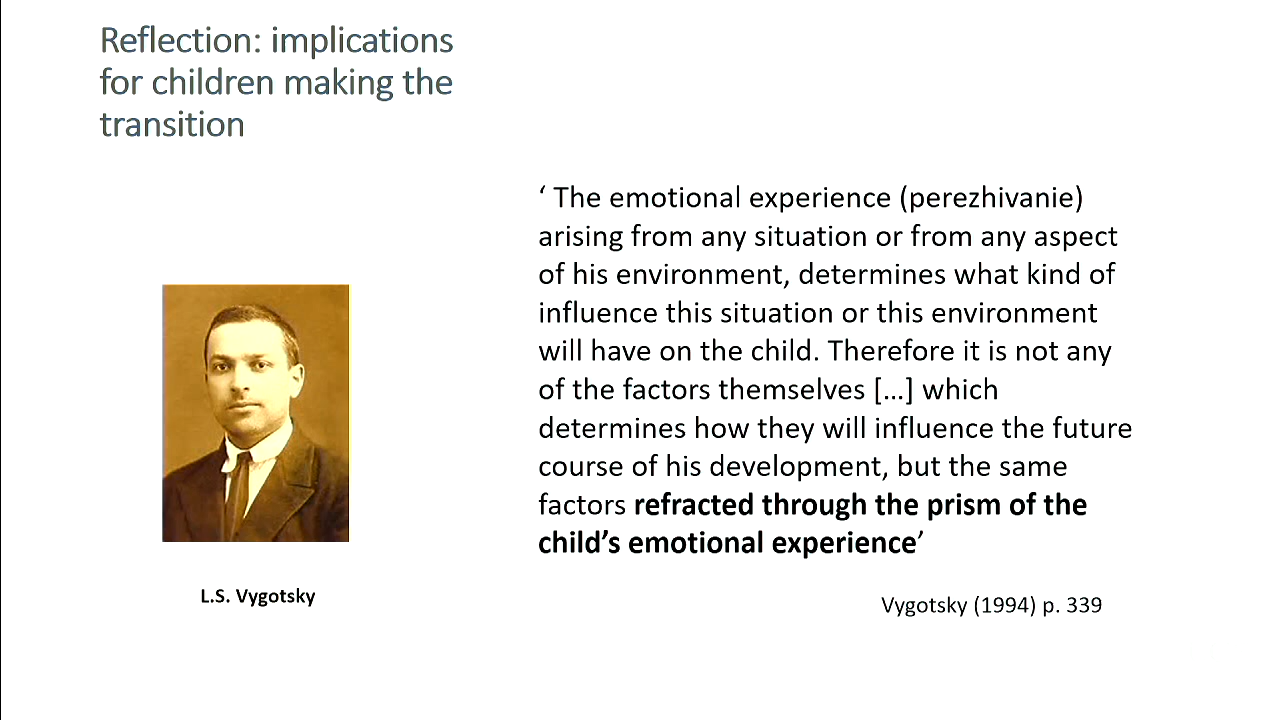 Reflection: implications
for children making the
transition
‘ The emotional experience (perezhivanie)
arising from any situation or from any aspect
of his environment, determines what kind of
influence this situation or this environment
will have on the child. Therefore it is not any
of the factors themselves […] which
determines how they will influence the future
course of his development, but the same
factors refracted through the prism of the
child’s emotional experience’
L.S. Vygotsky
Vygotsky (1994) p. 339